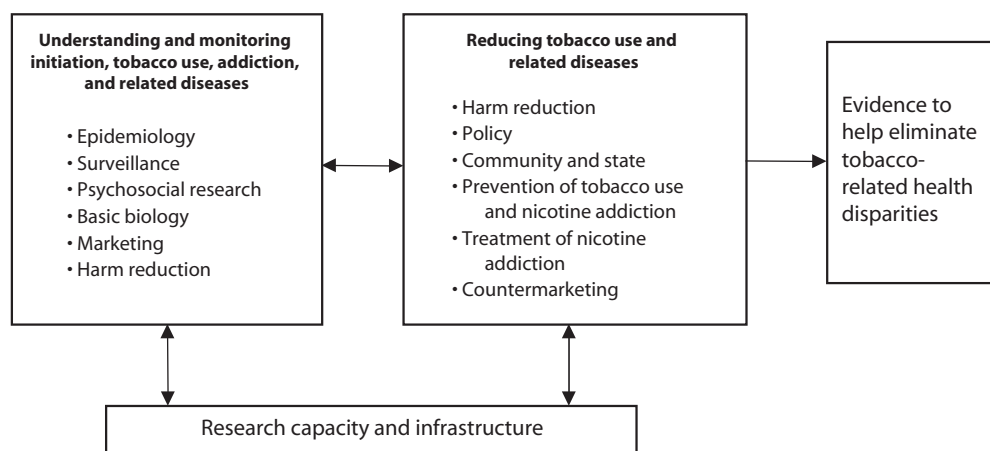 Understanding and monitoring
initiation, tobacco use, addiction,
and related diseases
• Epidemiology
• Surveillance
• Psychosocial research
• Basic biology
• Marketing
• Harm reduction
Reducing tobacco use and
related diseases
• Harm reduction
• Policy
• Community and state
• Prevention of tobacco use
and nicotine addiction
• Treatment of nicotine
addiction
• Countermarketing
Evidence to
help eliminate
tobacco-
related health
disparities
Research capacity and infrastructure